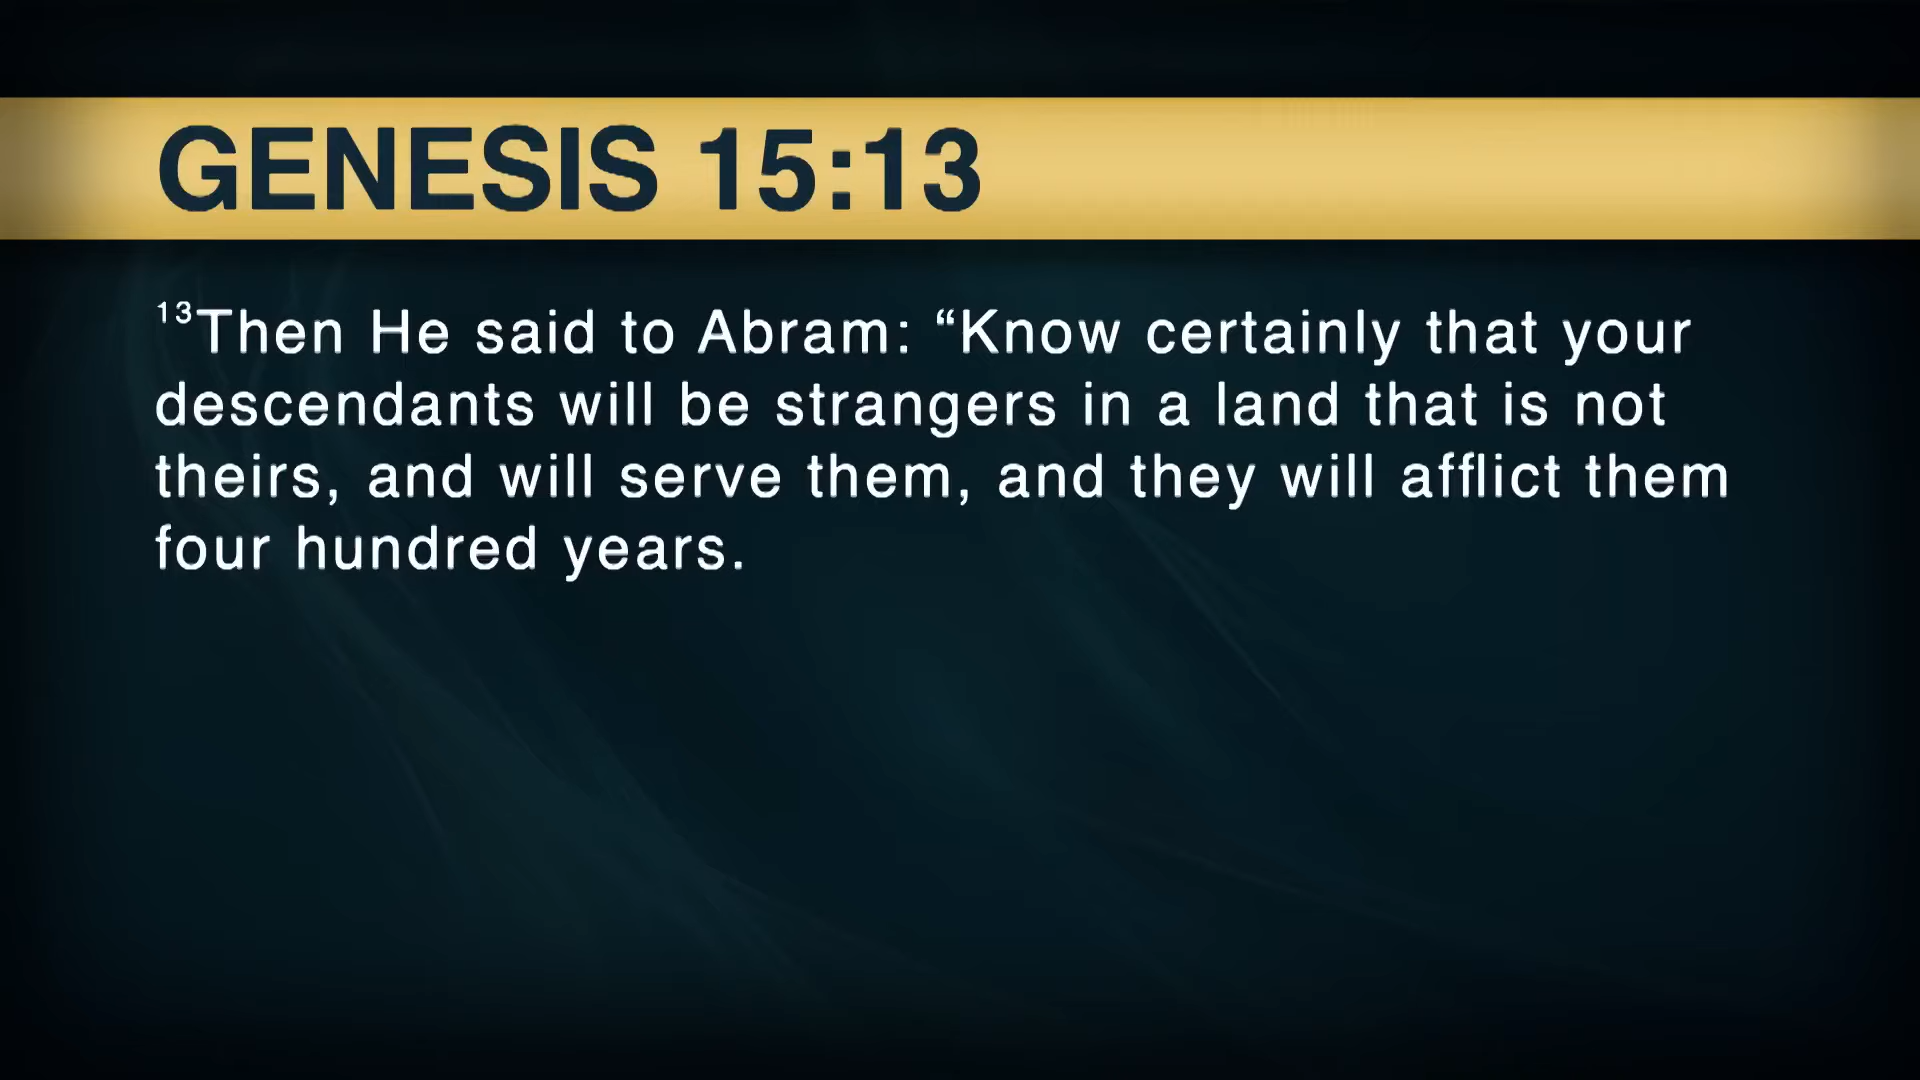 GENESIS 15:13
¹³Then He said to Abram: “Know certainly that your
descendants will be strangers in a land that is not
theirs, and will serve them, and they will afflict them
four hundred years.